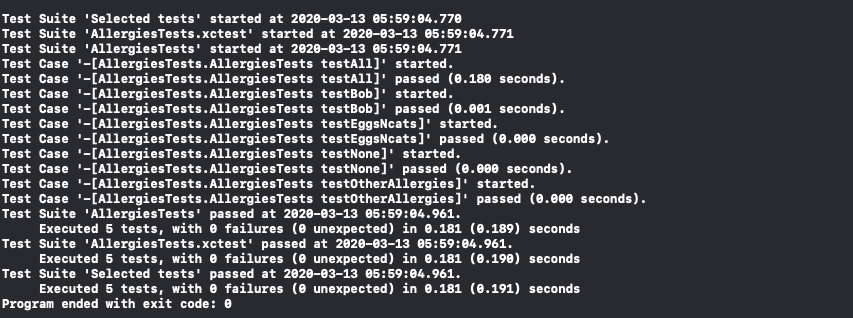 Test Suite 'Selected tests' started at 2020-03-13 05:59:04.770
Test Suite 'AllergiesTests.xctest' started at 2020-03-13 05:59:04.771
Test Suite 'AllergiesTests' started at 2020-03-13 05:59:04.771
Test Case '-[AllergiesTests.AllergiesTests testAll]' started.
Test Case '-[AllergiesTests.AllergiesTests testAll]' passed (0.180 seconds).
Test Case '-[AllergiesTests.AllergiesTests testBob]' started.
Test Case '-[AllergiesTests.AllergiesTests testBob]' passed (0.001 seconds).
Test Case '-[AllergiesTests.AllergiesTests testEggsNcats]' started.
Test Case '-[AllergiesTests.AllergiesTests testEggsNcats]' passed (0.000 seconds).
Test Case '-[AllergiesTests.AllergiesTests testNone]' started.
Test Case '-[AllergiesTests.AllergiesTests testNone]' passed (0.000 seconds).
Test Case '-[AllergiesTests.AllergiesTests testOtherAllergies]' started.
Test Case '-[AllergiesTests.AllergiesTests testOtherAllergies]' passed (0.000 seconds).
Test Suite 'AllergiesTests' passed at 2020-03-13 05:59:04.961.
     Executed 5 tests, with 0 failures (0 unexpected) in 0.181 (0.189) seconds
Test Suite 'AllergiesTests.xctest' passed at 2020-03-13 05:59:04.961.
     Executed 5 tests, with 0 failures (0 unexpected) in 0.181 (0.190) seconds
Test Suite 'Selected tests' passed at 2020-03-13 05:59:04.961.
     Executed 5 tests, with 0 failures (0 unexpected) in 0.181 (0.191) seconds
Program ended with exit code: 0